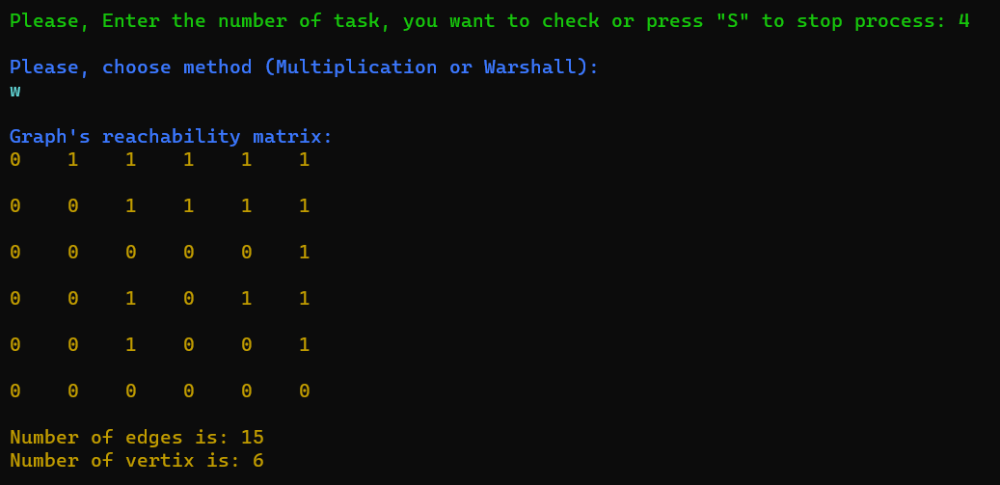 Please, Enter the number of task, you want to check or press "S" to stop process: 4
Please, choose method (Multiplication or Warshall):
w
Graph's reachability matrix:
0 1 1 1 1 1
0 0 1 1 1 1
0 0 0 0 0 1
0 0 1 0 1 1
0 0 1 0 0 1
0 0 0 0 0 0
Number of edges is: 15
Number of vertix is: 6